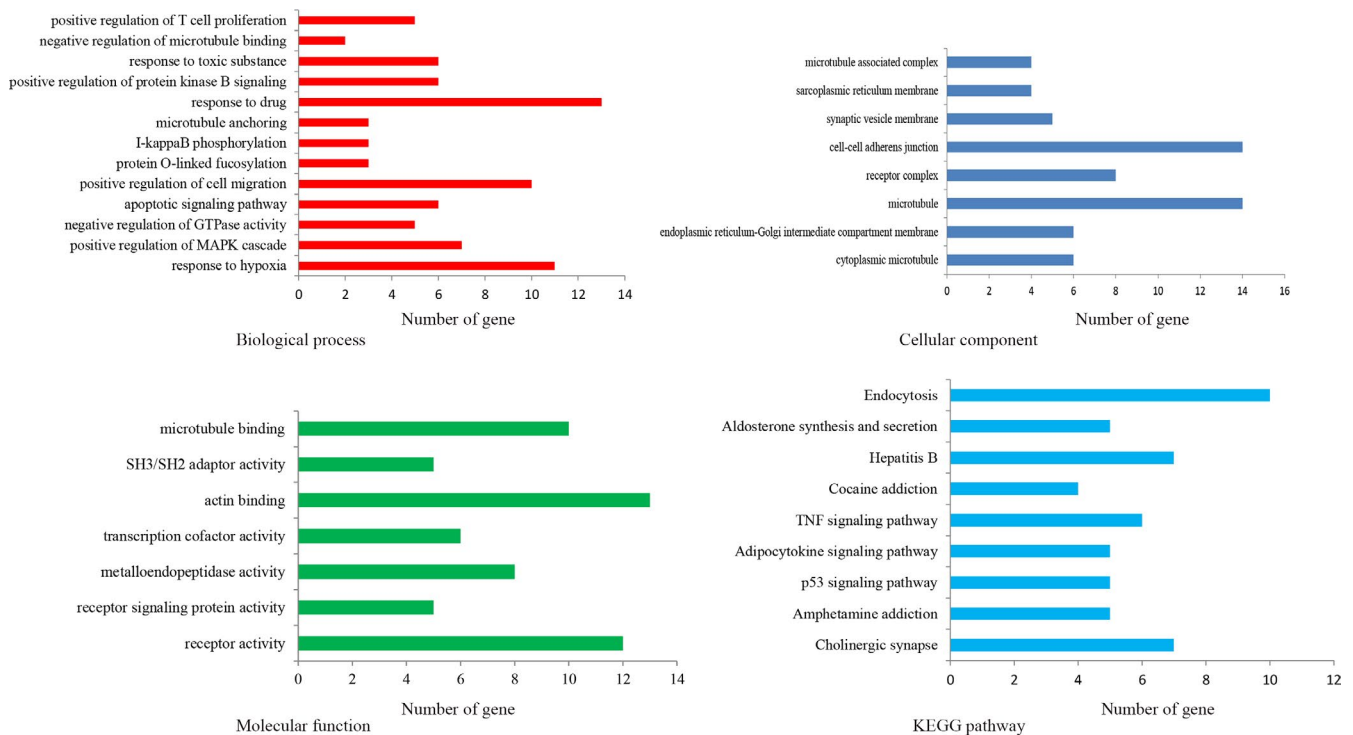 positive regulation of T cell proliferation
negative regulation of microtubule binding
response to toxic substance
positive regulation of protein kinase B signaling
response to drug
microtubule anchoring
I-kappaB phosphorylation
protein O-linked fucosylation
positive regulation of cell migration
apoptotic signaling pathway
negative regulation of GTPase activity
positive regulation of MAPK cascade
response to hypoxia
0 2 4 6 8 10 12 14
Number of gene
Biological process
microtubule associated complex
sarcoplasmic reticulum membrane
synaptic vesicle membrane
cell-cell adherens junction
receptor complex
microtubule
endoplasmic reticulum-Golgi intermediate compartment membrane
cytoplasmic microtubule
0 2 4 6 8 10 12 14 16
Number of gene
Cellular component
microtubule binding
SH3/SH2 adaptor activity
actin binding
transcription cofactor activity
metalloendopeptidase activity
receptor signaling protein activity
receptor activity
0 2 4 6 8 10 12 14
Number of gene
Molecular function
Endocytosis
Aldosterone synthesis and secretion
Hepatitis B
Cocaine addiction
TNF signaling pathway
Adipocytokine signaling pathway
p53 signaling pathway
Amphetamine addiction
Cholinergic synapse
0 2 4 6 8 10 12
Number of gene
KEGG pathway